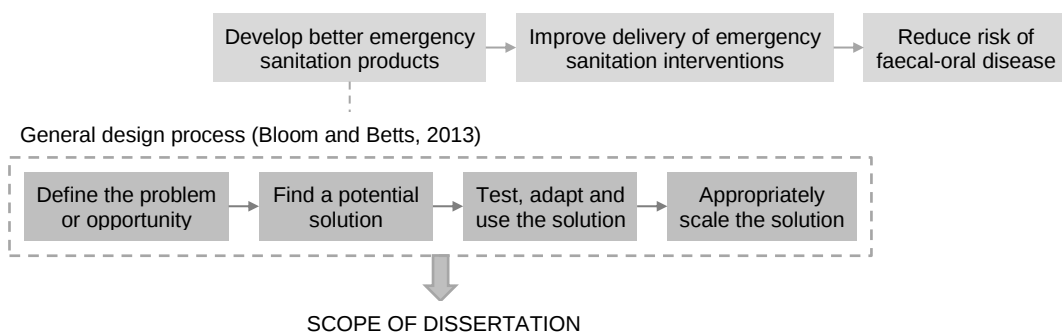 Develop better emergency
sanitation products
Improve delivery of emergency
sanitation interventions
Reduce risk of
faecal-oral disease
General design process (Bloom and Betts, 2013)
Define the problem
or opportunity
Find a potential
solution
Test, adapt and
use the solution
Appropriately
scale the solution
SCOPE OF DISSERTATION